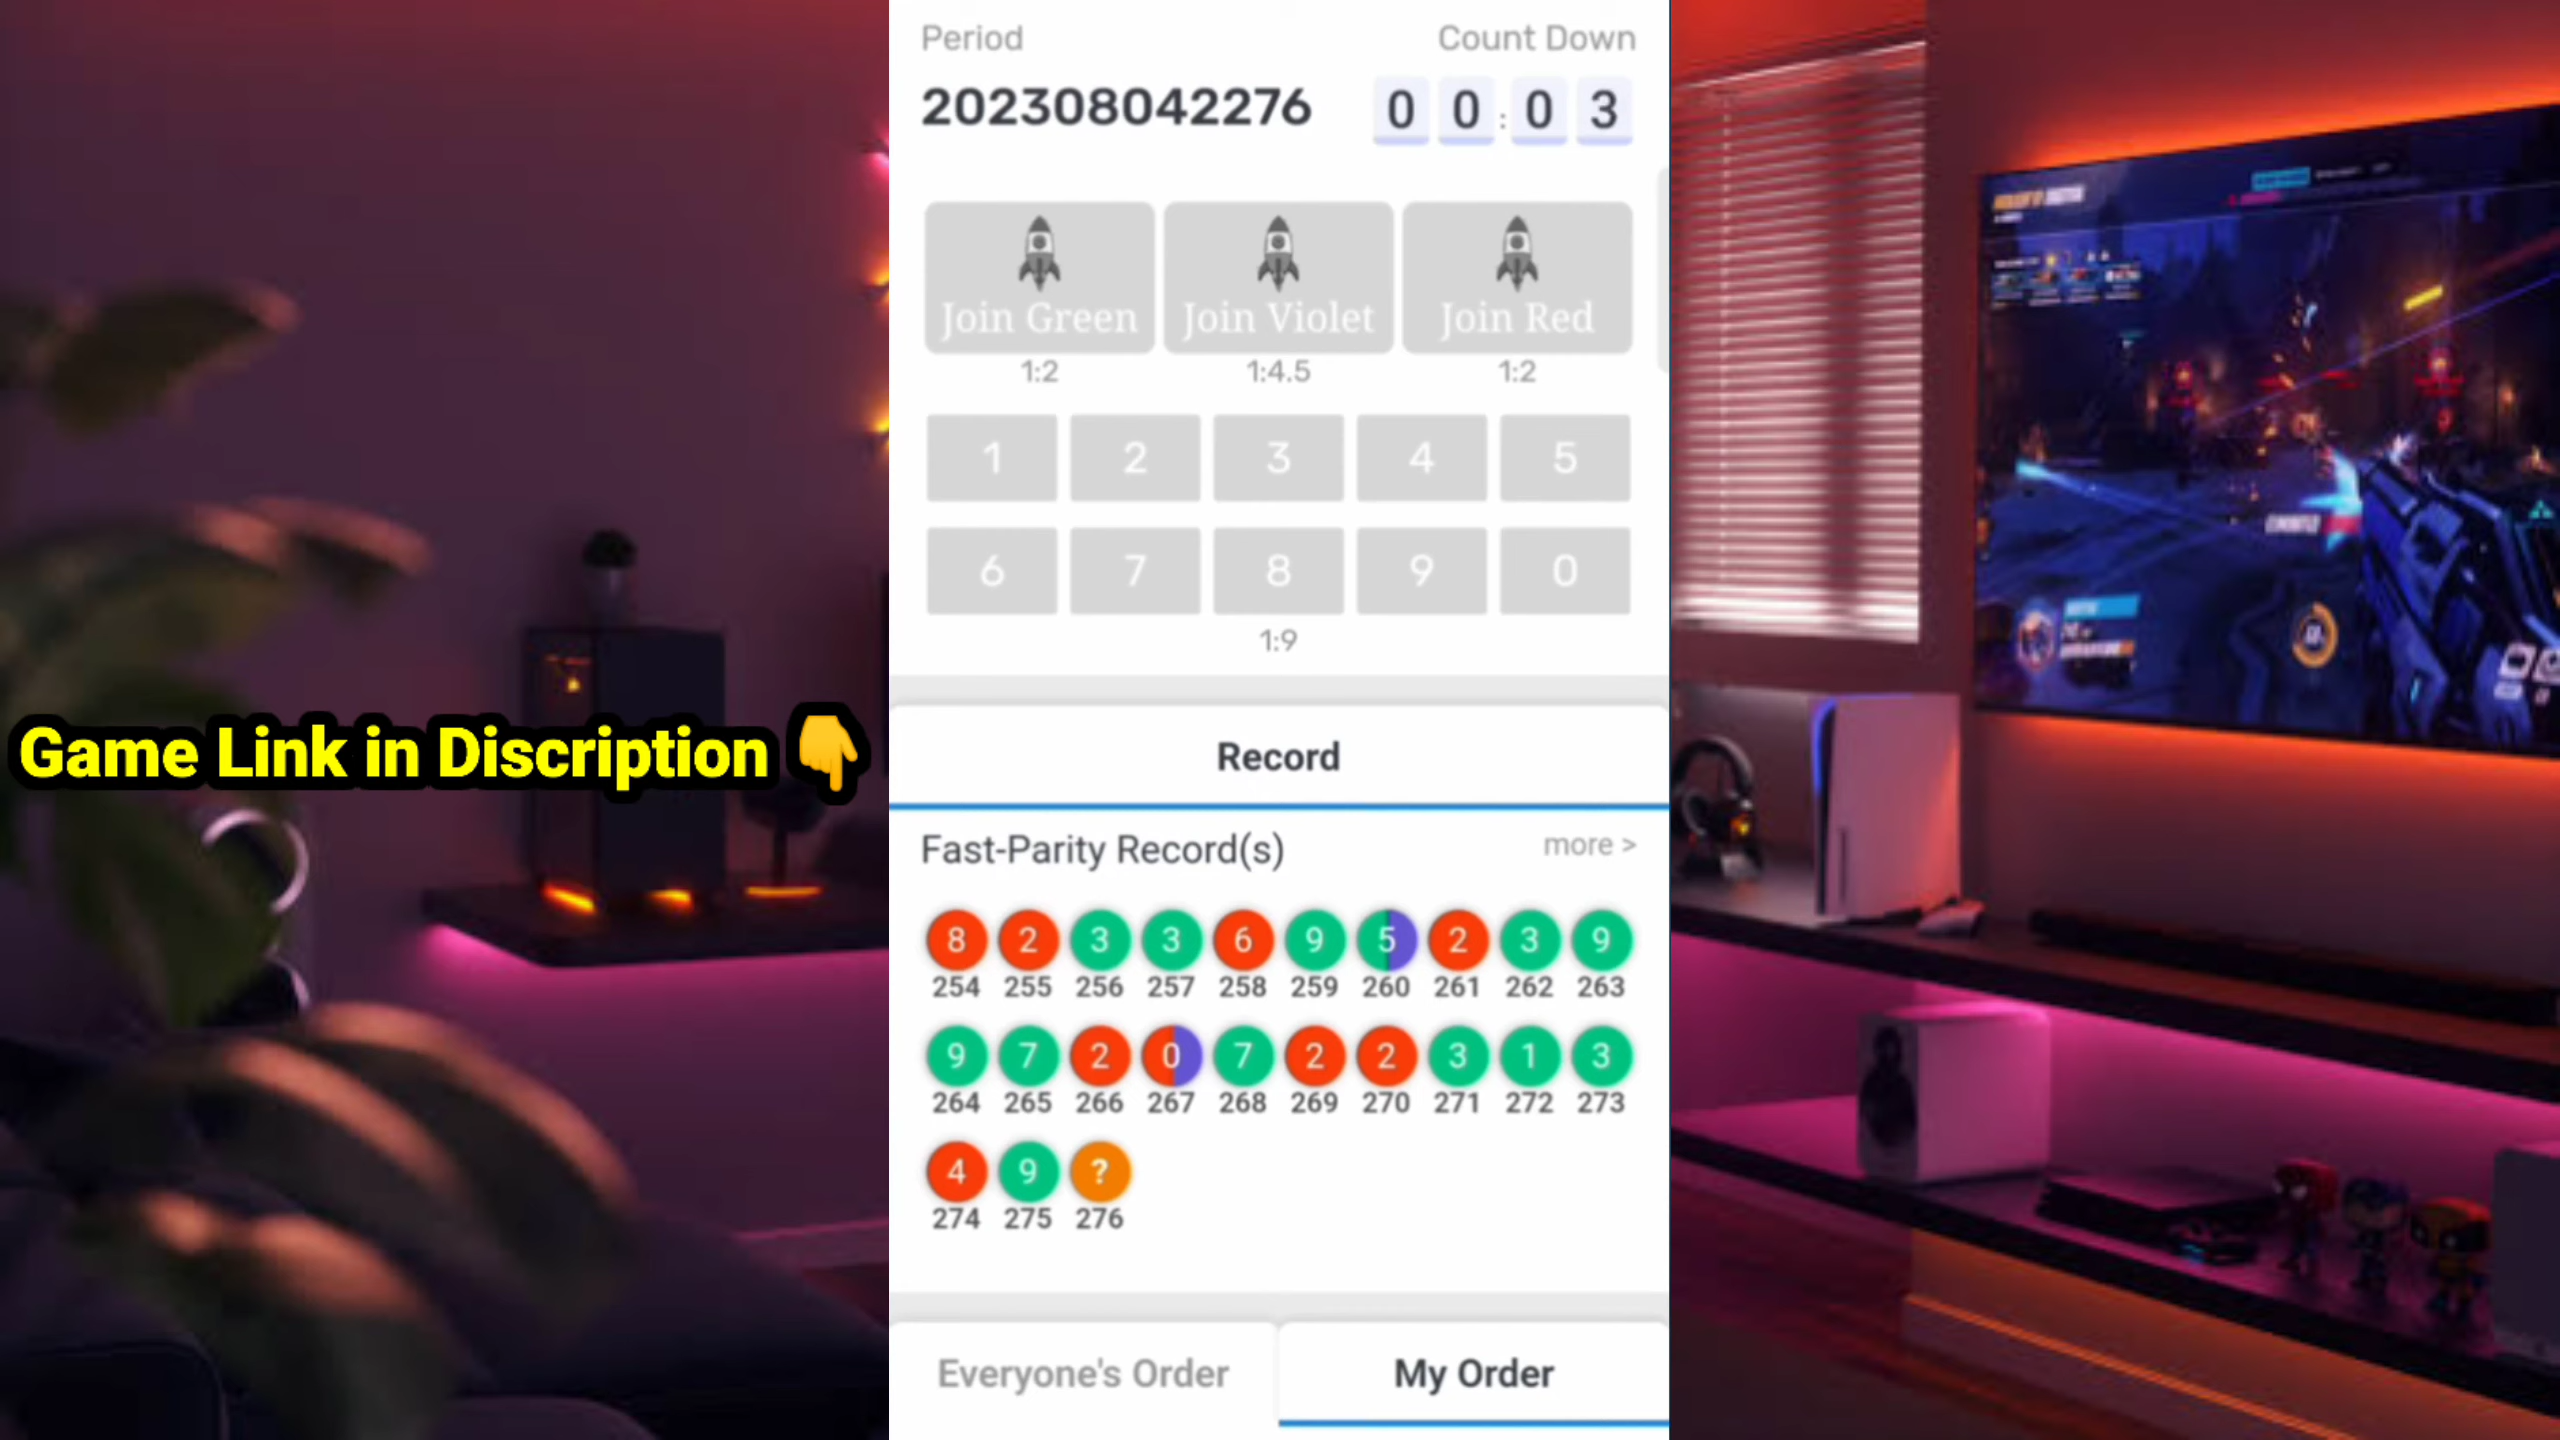 Period
Count Down
202308042276
0 0 : 0 3
Join Green
Join Violet
Join Red
1:2
1:4.5
1:2
1 2 3 4 5
6 7 8 9 0
1:9
Game Link in Discription 👇
Record
Fast-Parity Record(s)
more >
8 2 3 3 6 9 5 2 3 9
254 255 256 257 258 259 260 261 262 263
9 7 2 0 7 2 2 3 1 3
264 265 266 267 268 269 270 271 272 273
4 9 ?
274 275 276
Everyone's Order
My Order